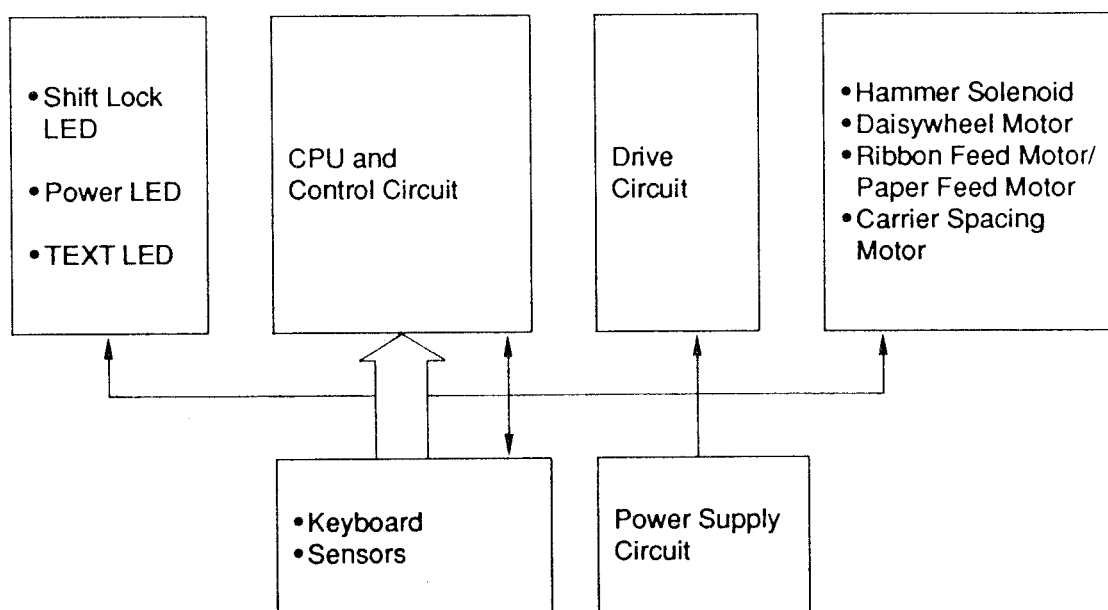 • Shift Lock
LED
• Power LED
• TEXT LED
CPU and
Control Circuit
Drive
Circuit
• Hammer Solenoid
• Daisywheel Motor
• Ribbon Feed Motor/
Paper Feed Motor
• Carrier Spacing
Motor
• Keyboard
• Sensors
Power Supply
Circuit